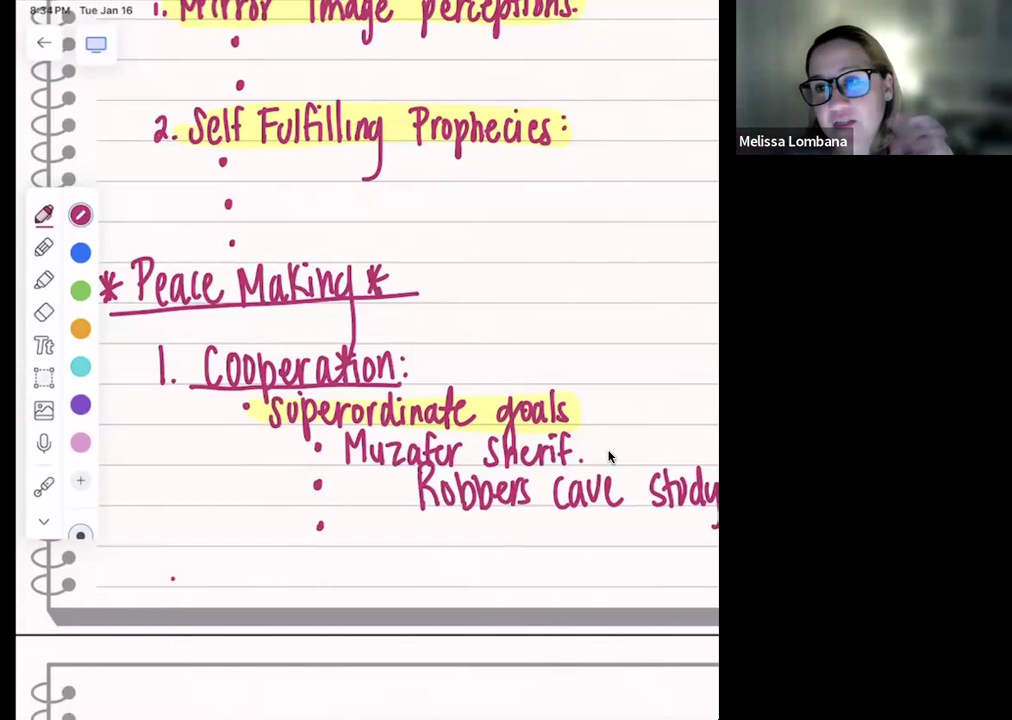 8:34 PM Tue Jan 16
1. Mirror image perceptions.
2. Self Fulfilling Prophecies:
* Peace Making *
1. Cooperation:
• superordinate goals
• Muzafer sherif.
Robbers cave study
Tt
Melissa Lombana